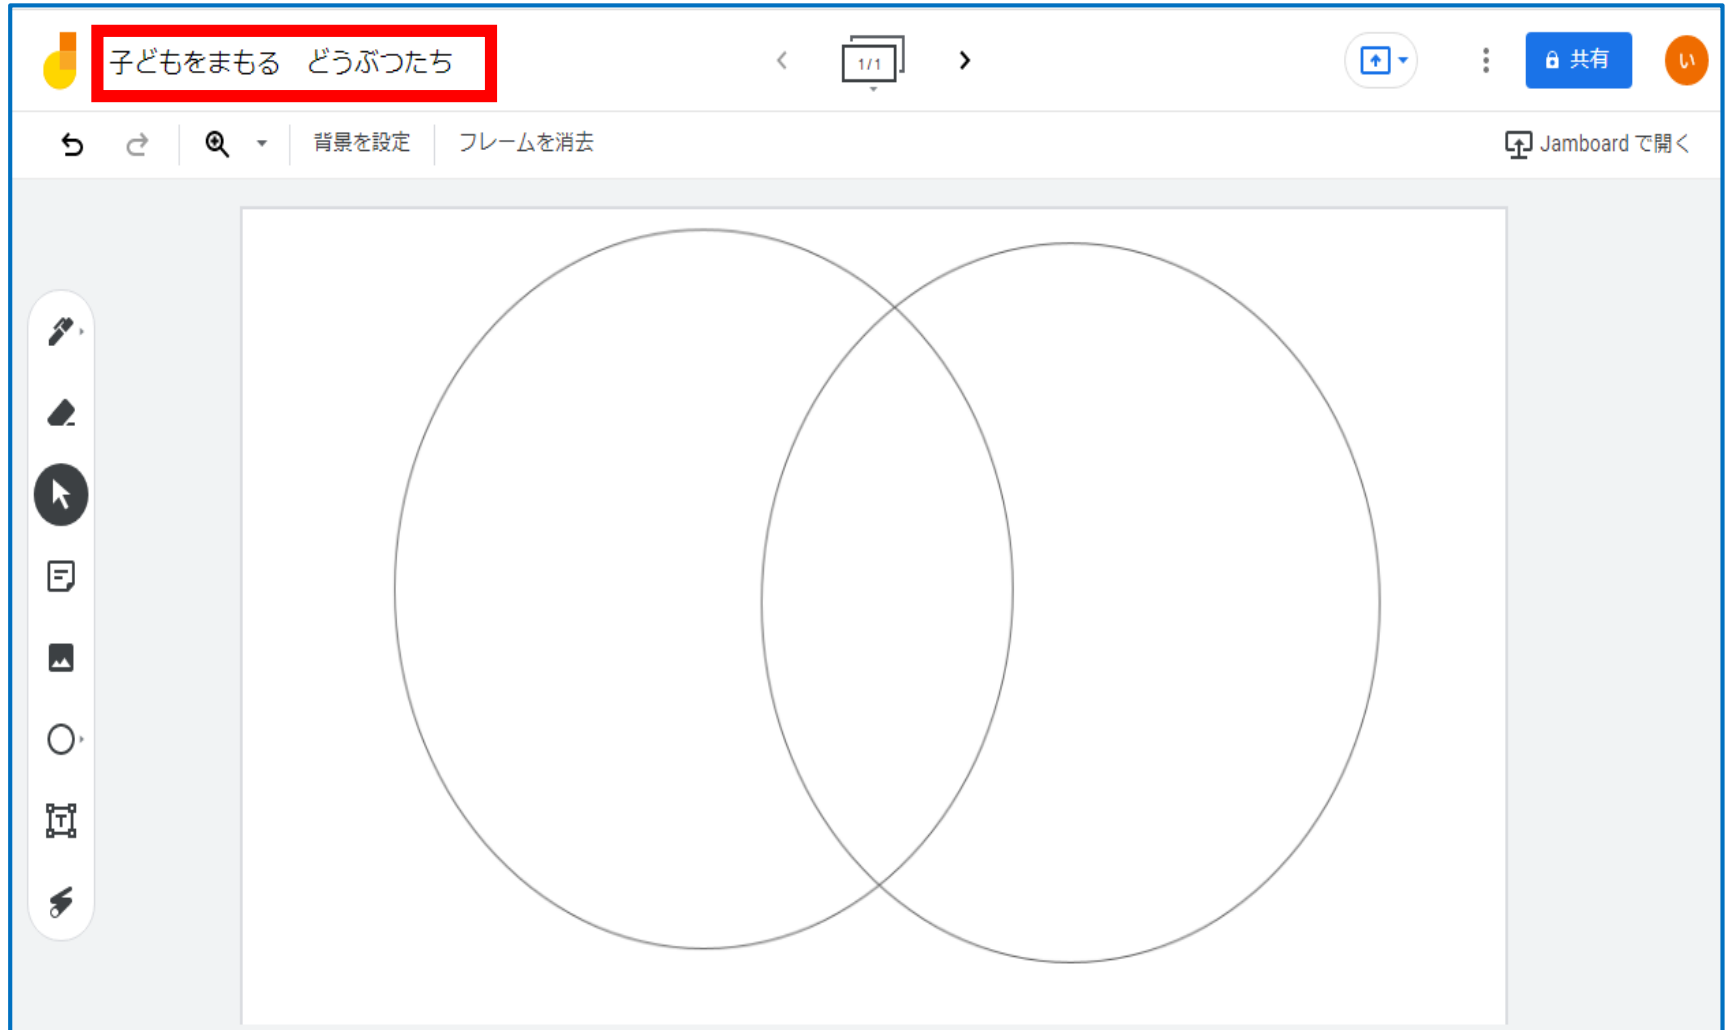 子どもをまもる　どうぶつたち
1/1
共有
い
背景を設定
フレームを消去
Jamboard で開く